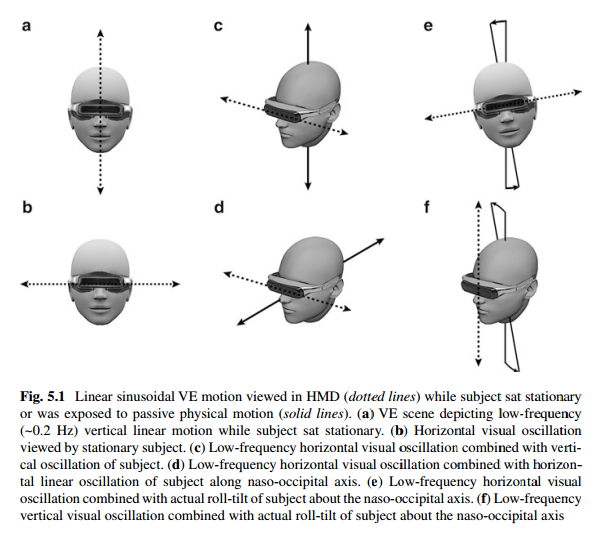 a
c
e
b
d
f
Fig. 5.1 Linear sinusoidal VE motion viewed in HMD (dotted lines) while subject sat stationary
or was exposed to passive physical motion (solid lines). (a) VE scene depicting low-frequency
(~0.2 Hz) vertical linear motion while subject sat stationary. (b) Horizontal visual oscillation
viewed by stationary subject. (c) Low-frequency horizontal visual oscillation combined with verti-
cal oscillation of subject. (d) Low-frequency horizontal visual oscillation combined with horizon-
tal linear oscillation of subject along naso-occipital axis. (e) Low-frequency horizontal visual
oscillation combined with actual roll-tilt of subject about the naso-occipital axis. (f) Low-frequency
vertical visual oscillation combined with actual roll-tilt of subject about the naso-occipital axis